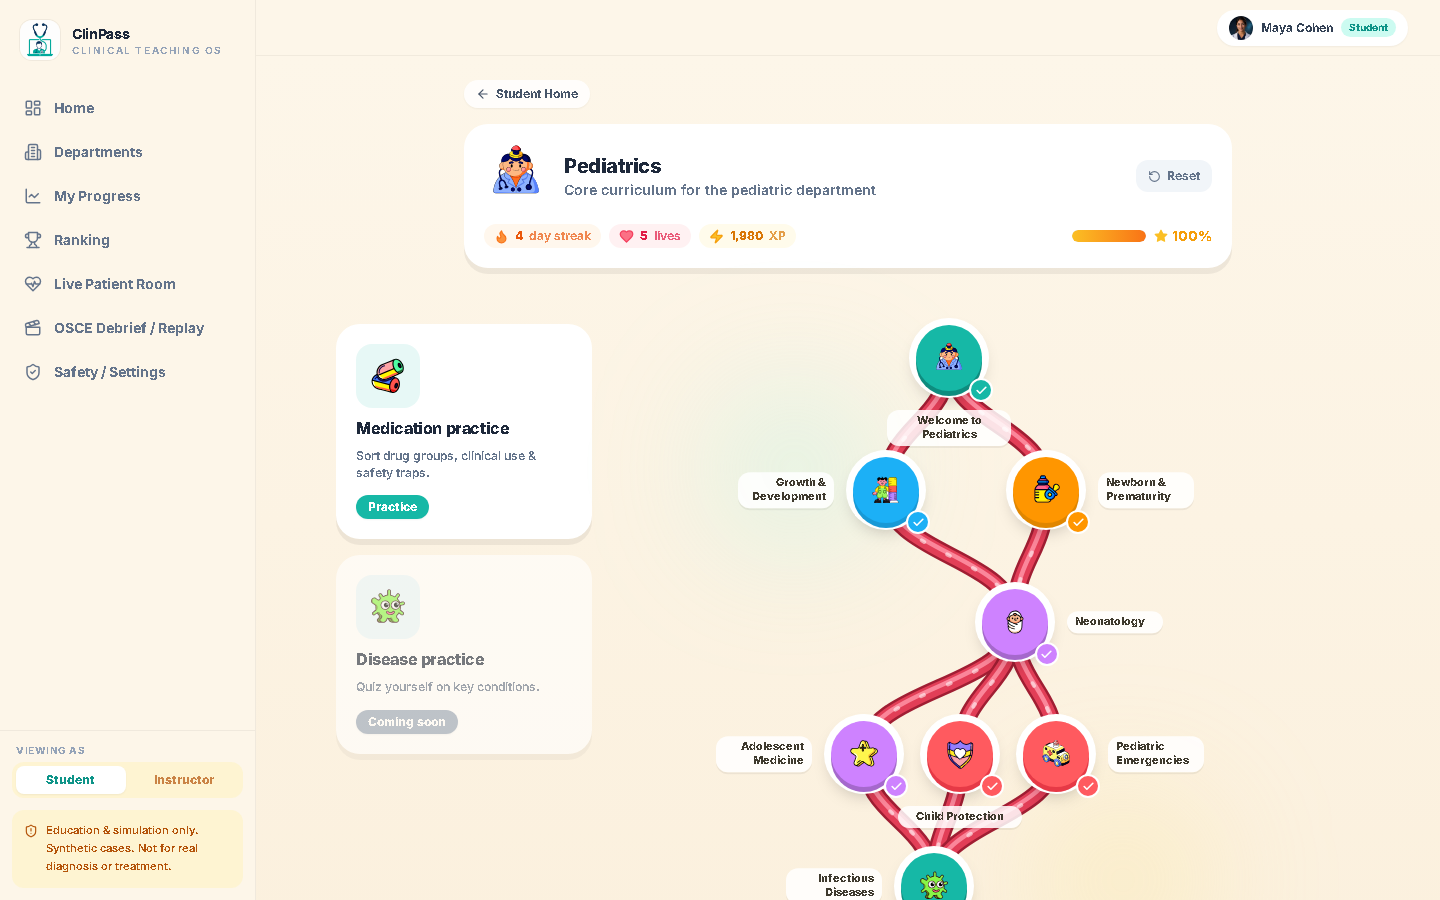 ClinPass
CLINICAL TEACHING OS
Home
Departments
My Progress
Ranking
Live Patient Room
OSCE Debrief / Replay
Safety / Settings
VIEWING AS
Student
Instructor
Education & simulation only.
Synthetic cases. Not for real
diagnosis or treatment.
Maya Cohen
Student
Student Home
Pediatrics
Core curriculum for the pediatric department
Reset
4 day streak
5 lives
1,980 XP
100%
Medication practice
Sort drug groups, clinical use &
safety traps.
Practice
Disease practice
Quiz yourself on key conditions.
Coming soon
Welcome to
Pediatrics
Growth &
Development
Newborn &
Prematurity
Neonatology
Adolescent
Medicine
Pediatric
Emergencies
Child Protection
Infectious
Diseases